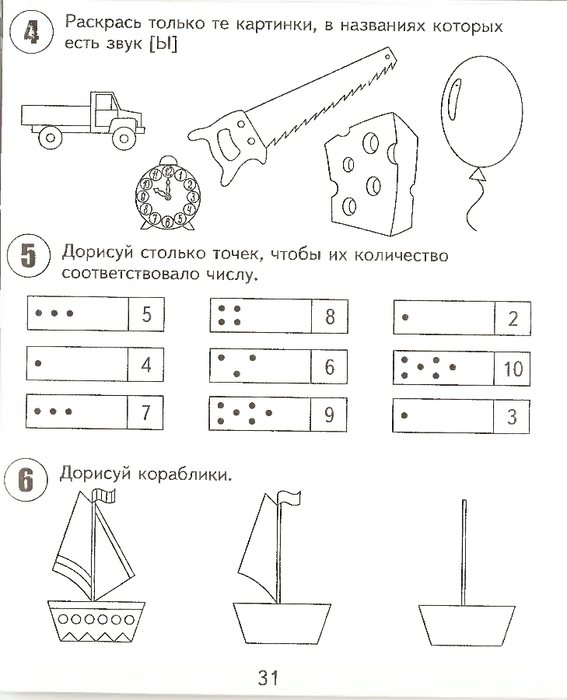 4 Раскрась только те картинки, в названиях которых
есть звук [Ы]
5 Дорисуй столько точек, чтобы их количество
соответствовало числу.
5 8 2
4 6 10
7 9 3
6 Дорисуй кораблики.
31